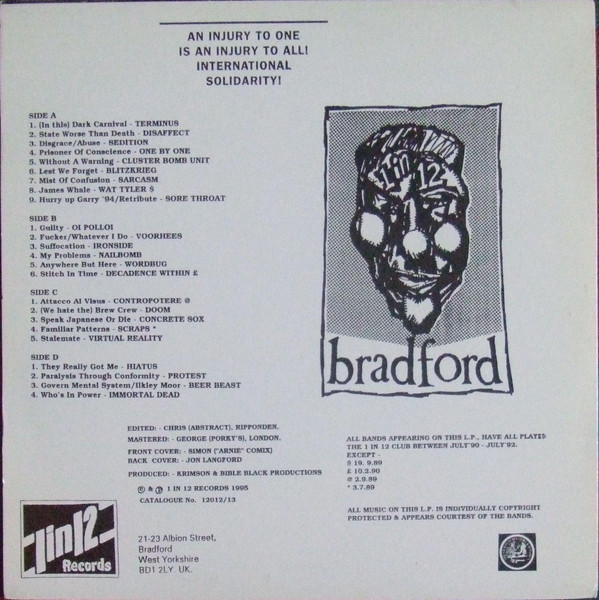 AN INJURY TO ONE
IS AN INJURY TO ALL!
INTERNATIONAL
SOLIDARITY!
SIDE A
1. (In this) Dark Carnival - TERMINUS
2. State Worse Than Death - DISAFFECT
3. Disgrace/Abuse - SEDITION
4. Prisoner Of Conscience - ONE BY ONE
5. Without A Warning - CLUSTER BOMB UNIT
6. Lest We Forget - BLITZKRIEG
7. Mist Of Confusion - SARCASM
8. James Whale - WAT TYLER $
9. Hurry up Garry '94/Retribute - SORE THROAT
SIDE B
1. Guilty - OI POLLOI
2. Fucker/Whatever I Do - VOORHEES
3. Suffocation - IRONSIDE
4. My Problems - NAILBOMB
5. Anywhere But Here - WORDBUG
6. Stitch In Time - DECADENCE WITHIN £
SIDE C
1. Attacco Al Visus - CONTROPOTERE @
2. (We hate the) Brew Crew - DOOM
3. Speak Japanese Or Die - CONCRETE SOX
4. Familiar Patterns - SCRAPS *
5. Stalemate - VIRTUAL REALITY
SIDE D
1. They Really Got Me - HIATUS
2. Paralysis Through Conformity - PROTEST
3. Govern Mental System/Ilkley Moor - BEER BEAST
4. Who's In Power - IMMORTAL DEAD
1 in 12
bradford
EDITED: - CHRIS (ABSTRACT), RIPPONDEN.
MASTERED: - GEORGE (PORKY'S), LONDON.
FRONT COVER: - SIMON ("ARNIE" COMIX)
BACK COVER: - JON LANGFORD
PRODUCED: - KRIMSON & BIBLE BLACK PRODUCTIONS
© & ℗ 1 IN 12 RECORDS 1995
CATALOGUE No. 12012/13
ALL BANDS APPEARING ON THIS L.P., HAVE ALL PLAYED
THE 1 IN 12 CLUB BETWEEN JULY'90 - JULY'92.
EXCEPT -
$ 19. 9.89
£ 10.2.90
@ 2.9.89
* 3.7.89
ALL MUSIC ON THIS L.P. IS INDIVIDUALLY COPYRIGHT
PROTECTED & APPEARS COURTESY OF THE BANDS.
1in12
Records
21-23 Albion Street,
Bradford
West Yorkshire
BD1 2LY. UK.